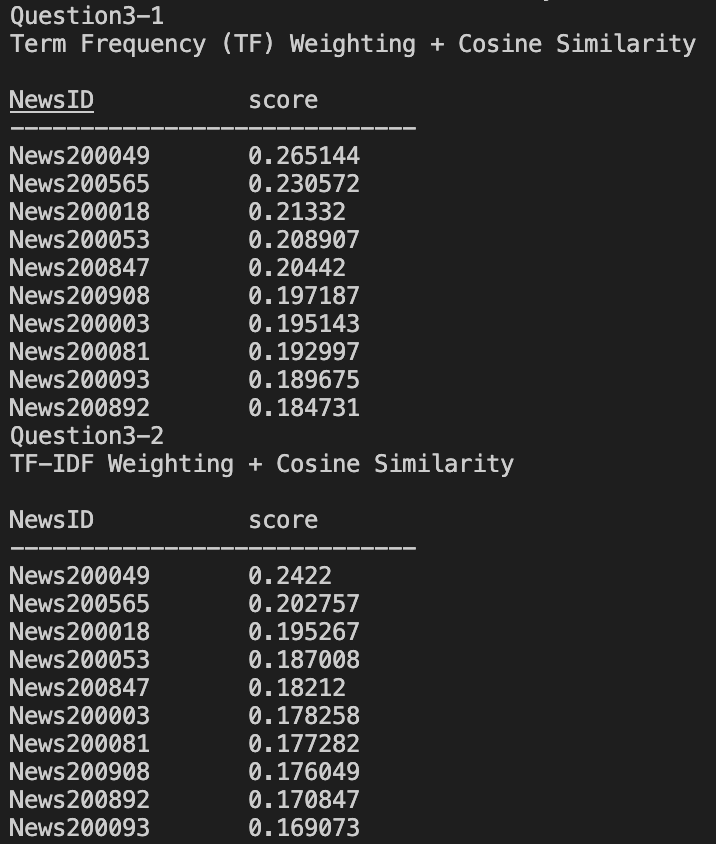 Question3-1
Term Frequency (TF) Weighting + Cosine Similarity
NewsID score
-----------------------------
News200049 0.265144
News200565 0.230572
News200018 0.21332
News200053 0.208907
News200847 0.20442
News200908 0.197187
News200003 0.195143
News200081 0.192997
News200093 0.189675
News200892 0.184731
Question3-2
TF-IDF Weighting + Cosine Similarity
NewsID score
-----------------------------
News200049 0.2422
News200565 0.202757
News200018 0.195267
News200053 0.187008
News200847 0.18212
News200003 0.178258
News200081 0.177282
News200908 0.176049
News200892 0.170847
News200093 0.169073